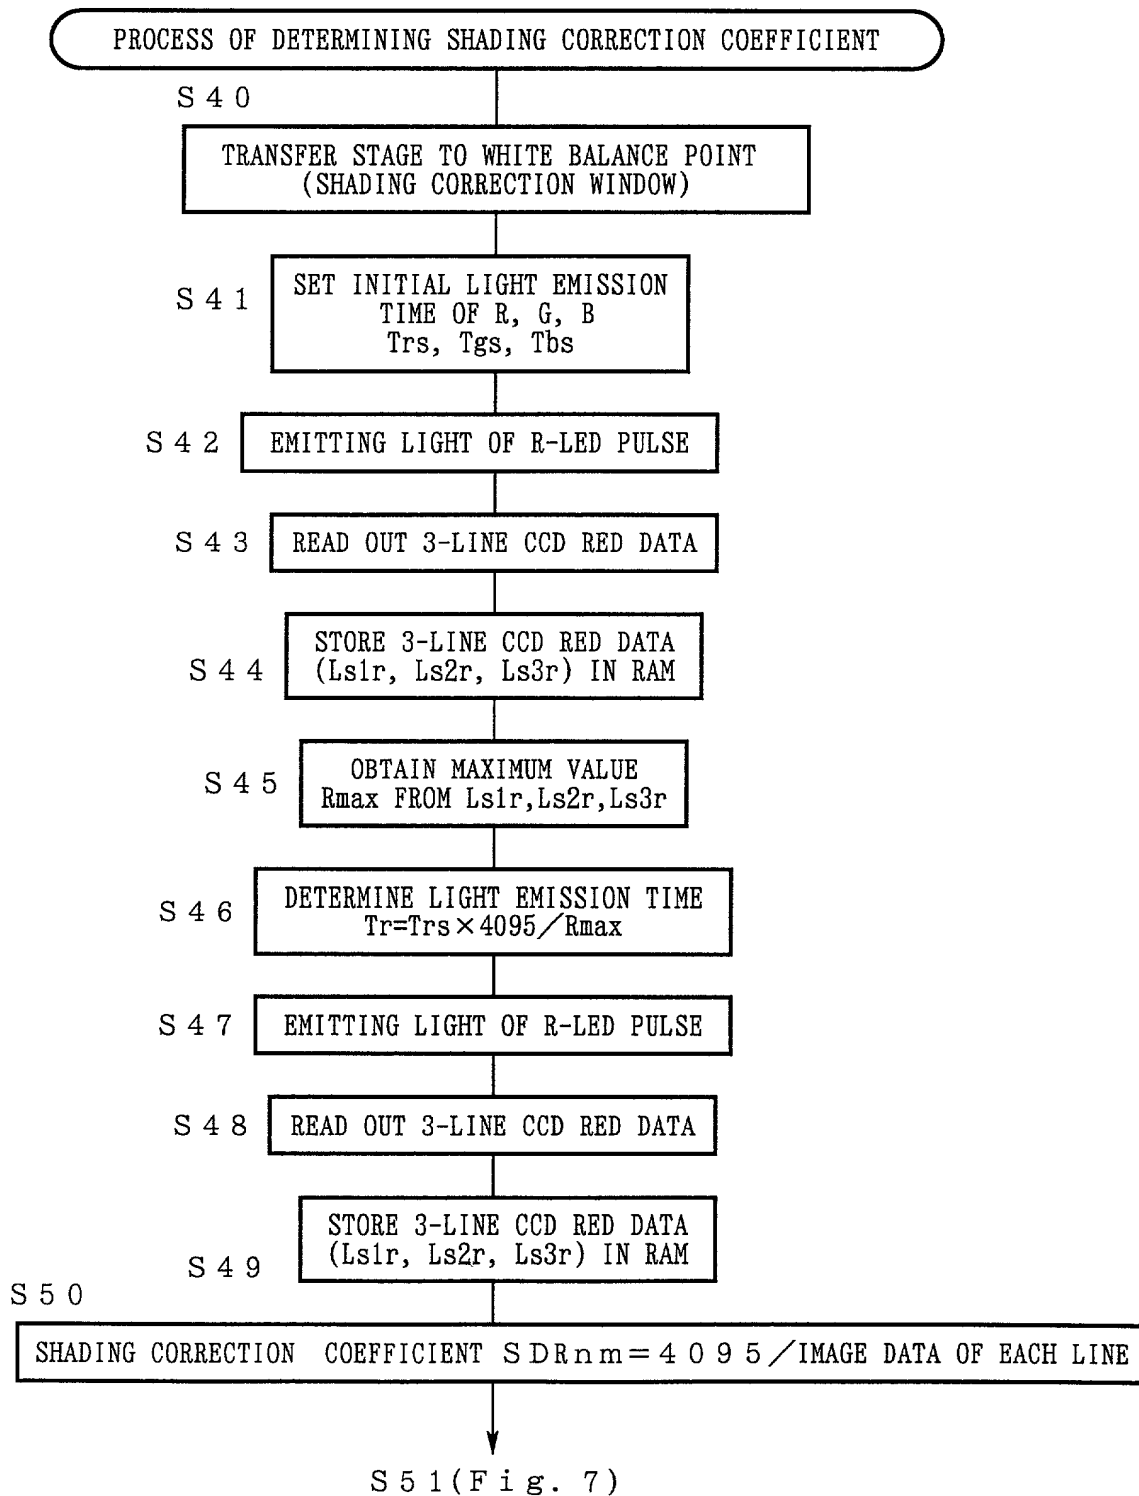 PROCESS OF DETERMINING SHADING CORRECTION COEFFICIENT
S40
TRANSFER STAGE TO WHITE BALANCE POINT
(SHADING CORRECTION WINDOW)
S41
SET INITIAL LIGHT EMISSION
TIME OF R, G, B
Trs, Tgs, Tbs
S42
EMITTING LIGHT OF R-LED PULSE
S43
READ OUT 3-LINE CCD RED DATA
S44
STORE 3-LINE CCD RED DATA
(Ls1r, Ls2r, Ls3r) IN RAM
S45
OBTAIN MAXIMUM VALUE
Rmax FROM Ls1r,Ls2r,Ls3r
S46
DETERMINE LIGHT EMISSION TIME
Tr=Trs×4095/Rmax
S47
EMITTING LIGHT OF R-LED PULSE
S48
READ OUT 3-LINE CCD RED DATA
S49
STORE 3-LINE CCD RED DATA
(Ls1r, Ls2r, Ls3r) IN RAM
S50
SHADING CORRECTION COEFFICIENT SDRnm=4095/IMAGE DATA OF EACH LINE
S51(Fig. 7)